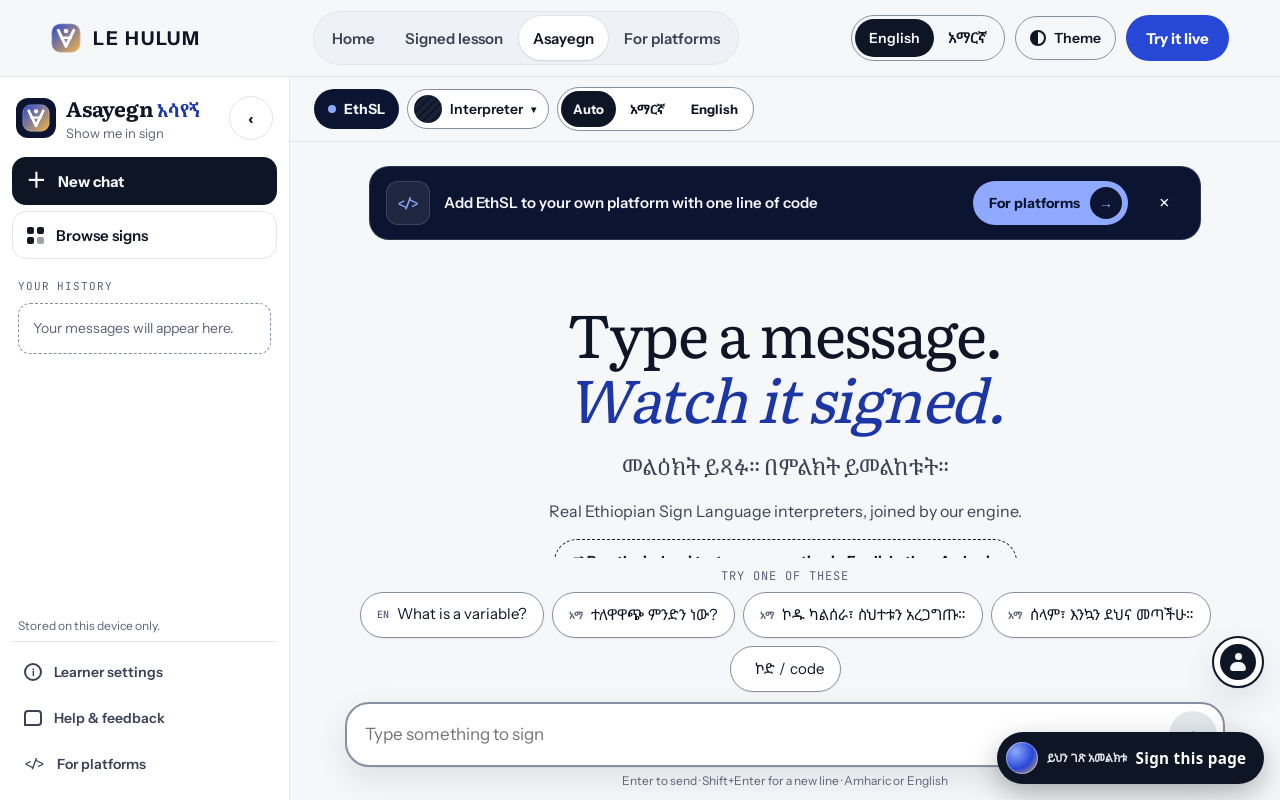 LE HULUM
Home
Signed lesson
Asayegn
For platforms
English
አማርኛ
Theme
Try it live
Asayegn አሳየኝ
Show me in sign
‹
New chat
Browse signs
YOUR HISTORY
Your messages will appear here.
Stored on this device only.
Learner settings
Help & feedback
</> For platforms
EthSL
Interpreter ▾
Auto
አማርኛ
English
</> Add EthSL to your own platform with one line of code
For platforms →
✕
Type a message.
Watch it signed.
መልዕክት ይጻፉ። በምልክት ይመልከቱት።
Real Ethiopian Sign Language interpreters, joined by our engine.
TRY ONE OF THESE
EN What is a variable?
አማ ተለዋዋጭ ምንድን ነው?
አማ ኮዱ ካልሰራ፣ ስህተቱን አረጋግጡ።
አማ ሰላም፣ እንኳን ደህና መጣችሁ።
ኮድ / code
Type something to sign
Enter to send · Shift+Enter for a new line · Amharic or English
ይህን ገጽ አመልክቱ Sign this page